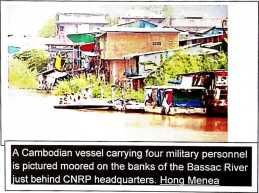 A Cambodian vessel carrying four military personnel
is pictured moored on the banks of the Bassac River
just behind CNRP headquarters. Hong Menea